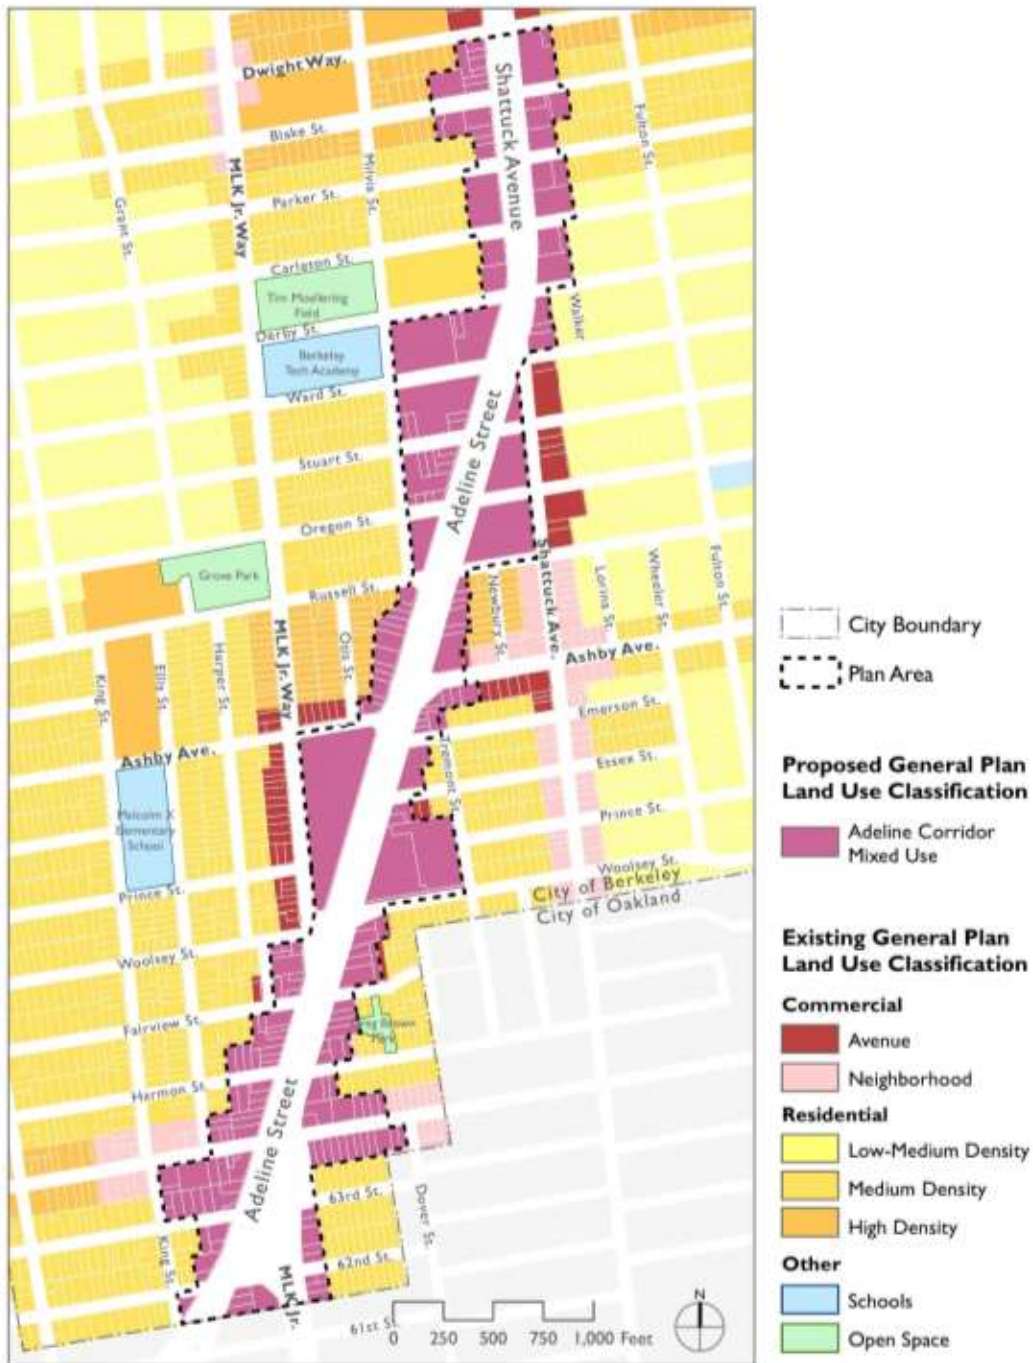 Dwight Way.
Shattuck Avenue
Fulton St.
Blake St.
Milvia St.
MLK Jr. Way
Parker St.
Grant St.
Carleton St.
Tim Moellering
Field
Walker
Derby St.
Berkeley
Tech Academy
Ward St.
Adeline Street
Stuart St.
Oregon St.
Shattuck Ave.
Grove Park
Russell St.
Newbury St.
Lorina St.
Wheeler St.
Fulton St.
Otis St.
MLK Jr. Way
Harper St.
Ellis St.
King St.
Ashby Ave.
Emerson St.
Ashby Ave.
Tremont St.
Essex St.
Malcolm X
Elementary
School
Prince St.
Woolsey St.
City of Berkeley
City of Oakland
Prince St.
Woolsey St.
Fairview St.
Park
Harmon St.
Adeline Street
63rd St.
Dover St.
King St.
62nd St.
MLK Jr.
61st St.
0 250 500 750 1,000 Feet
N
City Boundary
Plan Area
Proposed General Plan
Land Use Classification
Adeline Corridor
Mixed Use
Existing General Plan
Land Use Classification
Commercial
Avenue
Neighborhood
Residential
Low-Medium Density
Medium Density
High Density
Other
Schools
Open Space